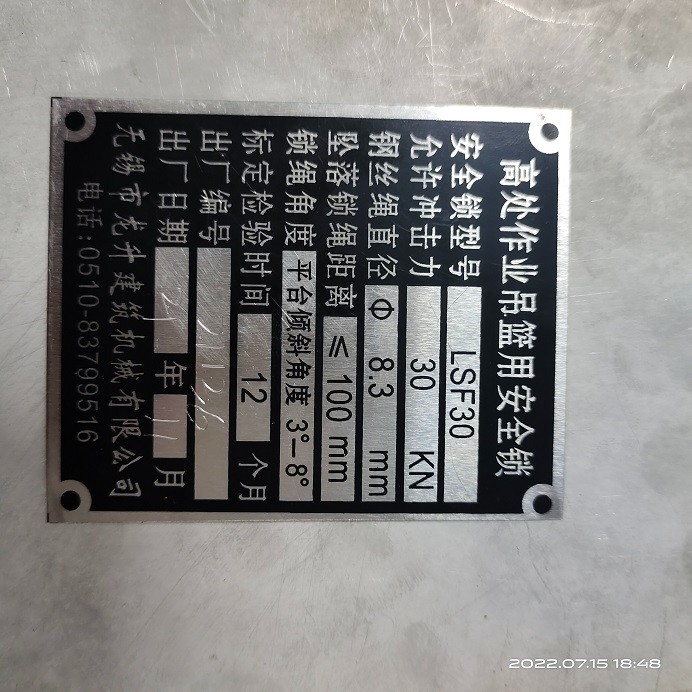 高处作业吊篮用安全锁
安全锁型号 LSF30
允许冲击力 30 KN
钢丝绳直径 Φ 8.3 mm
坠落锁绳距离 ≤100 mm
锁绳角度 平台倾斜角度 3°-8°
标定检验时间 12 个月
出厂编号
出厂日期 年 11 月
无锡市龙升建筑机械有限公司
电话:0510-83799516
2022.07.15 18:48